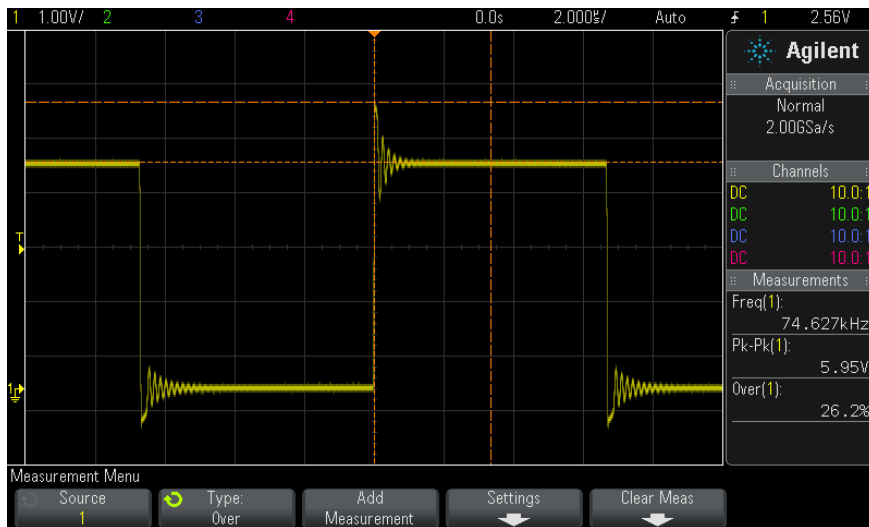 1 1.00V/ 2 3 4 0.0s 2.000µs/ Auto 1 2.56V
Agilent
Acquisition
Normal
2.00GSa/s
Channels
DC 10.0:1
DC 10.0:1
DC 10.0:1
DC 10.0:1
T
Measurements
Freq(1):
74.627kHz
Pk-Pk(1):
5.95V
1
Over(1):
26.2%
Measurement Menu
Source
1
Type:
Over
Add
Measurement
Settings
Clear Meas